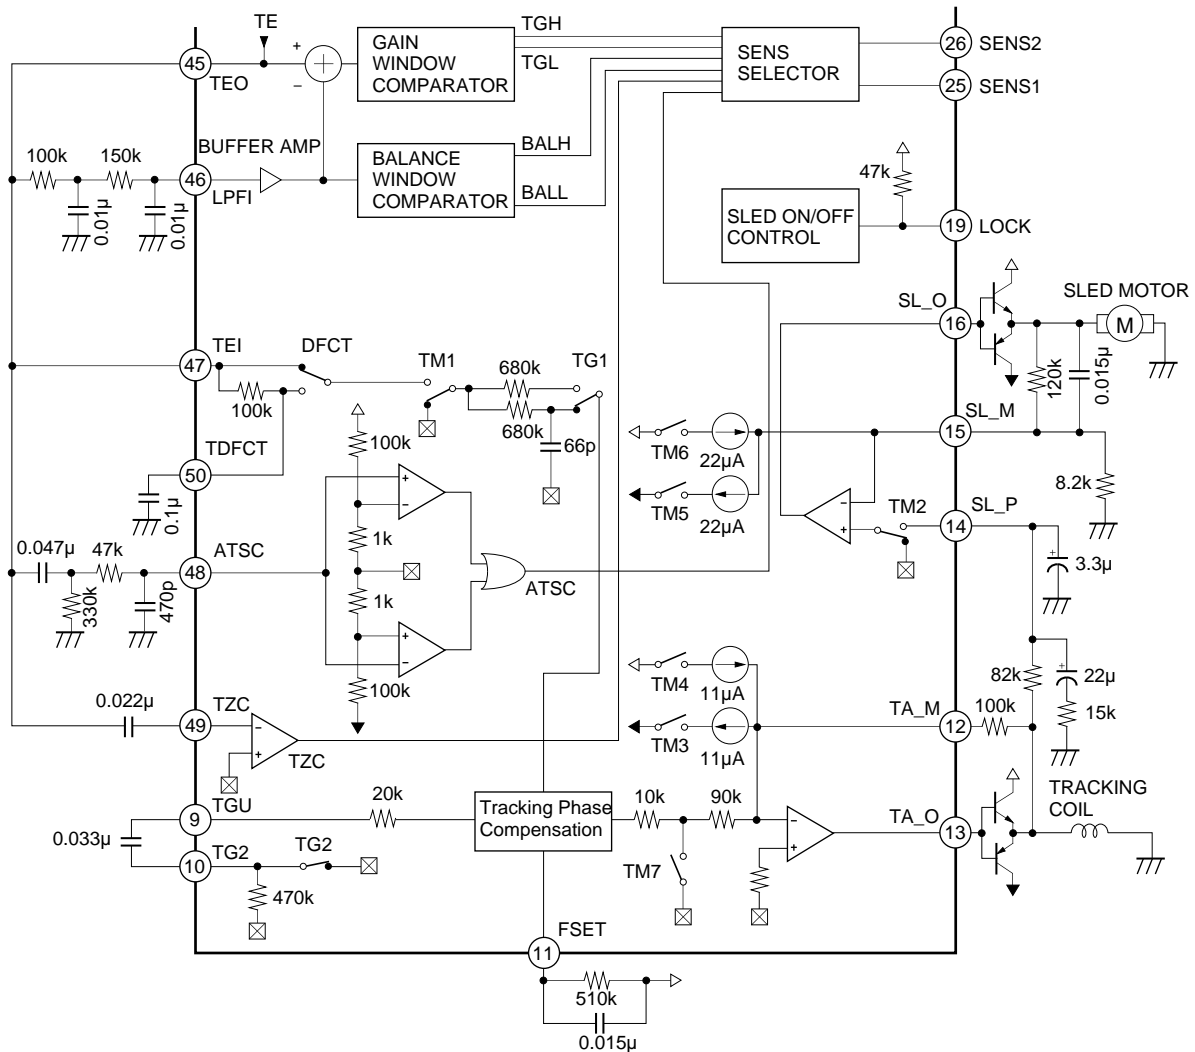 TE
TGH
TGL
+
−
45
TEO
GAIN
WINDOW
COMPARATOR
SENS
SELECTOR
26
SENS2
25
SENS1
BUFFER AMP
100k
150k
46
LPFI
0.01µ
0.01µ
BALANCE
WINDOW
COMPARATOR
BALH
BALL
47k
SLED ON/OFF
CONTROL
19
LOCK
SL_O
16
SLED MOTOR
M
120k
0.015µ
47
TEI
DFCT
100k
TM1
680k
680k
TG1
66p
TDFCT
50
0.1µ
100k
+
−
1k
1k
+
−
100k
ATSC
TM6
22µA
TM5
22µA
SL_M
15
8.2k
−
+
TM2
SL_P
14
+
3.3µ
0.047µ
47k
ATSC
48
330k
470p
TM4
11µA
TM3
11µA
82k
+
22µ
15k
TA_M
12
100k
0.022µ
TZC
49
−
+
TZC
TGU
9
20k
Tracking Phase
Compensation
10k
90k
−
+
TA_O
13
TRACKING
COIL
0.033µ
10
TG2
TG2
470k
TM7
FSET
11
510k
0.015µ